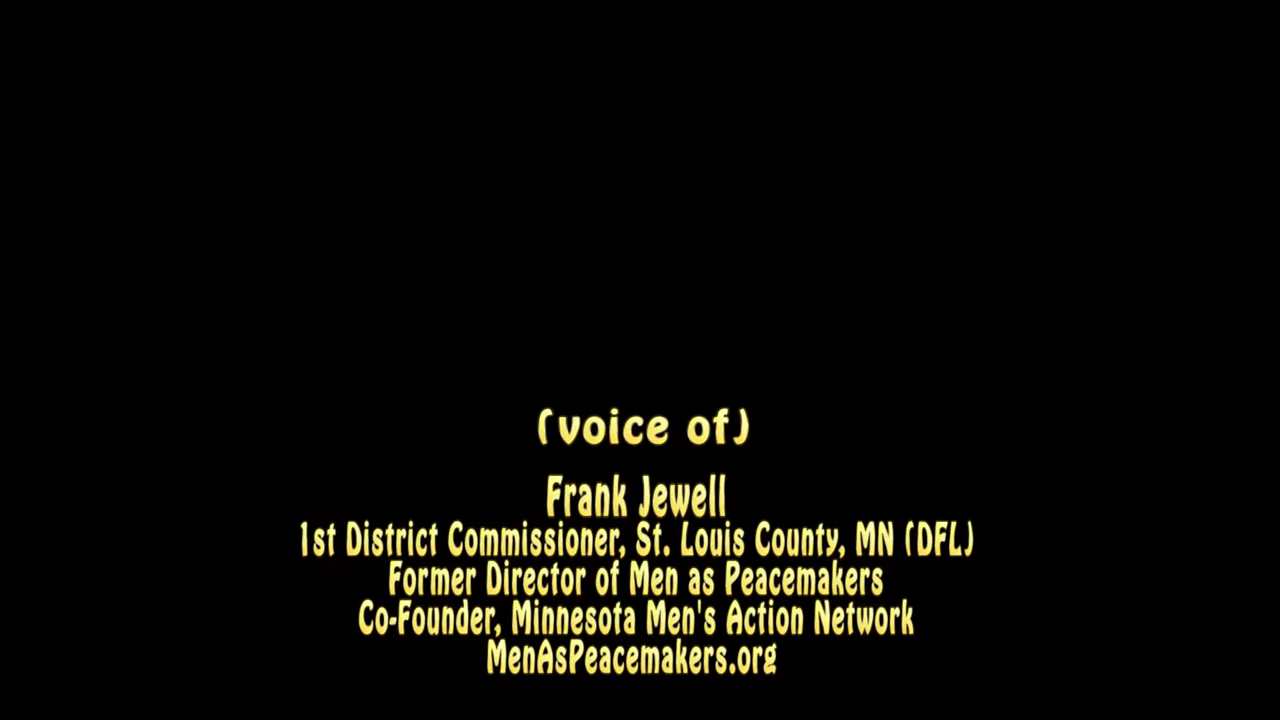 (voice of)
Frank Jewell
1st District Commissioner, St. Louis County, MN (DFL)
Former Director of Men as Peacemakers
Co-Founder, Minnesota Men's Action Network
MenAsPeacemakers.org